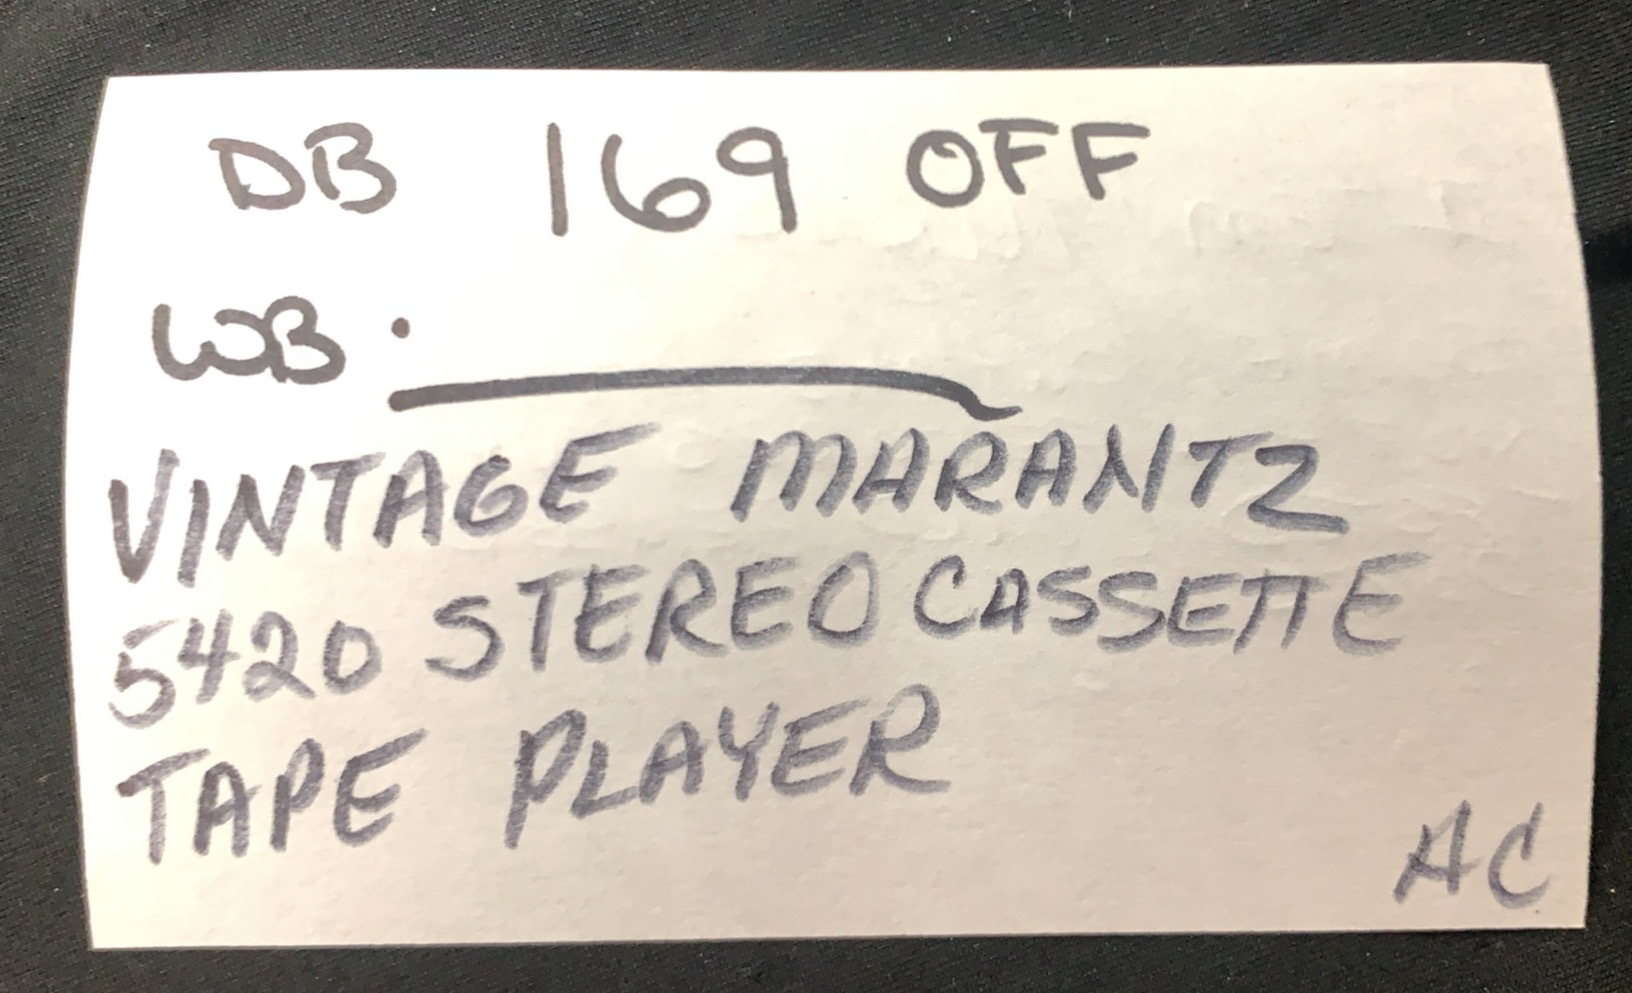 DB 169 OFF
WB.
VINTAGE MARANTZ
5420 STEREO CASSETTE
TAPE PLAYER
AC